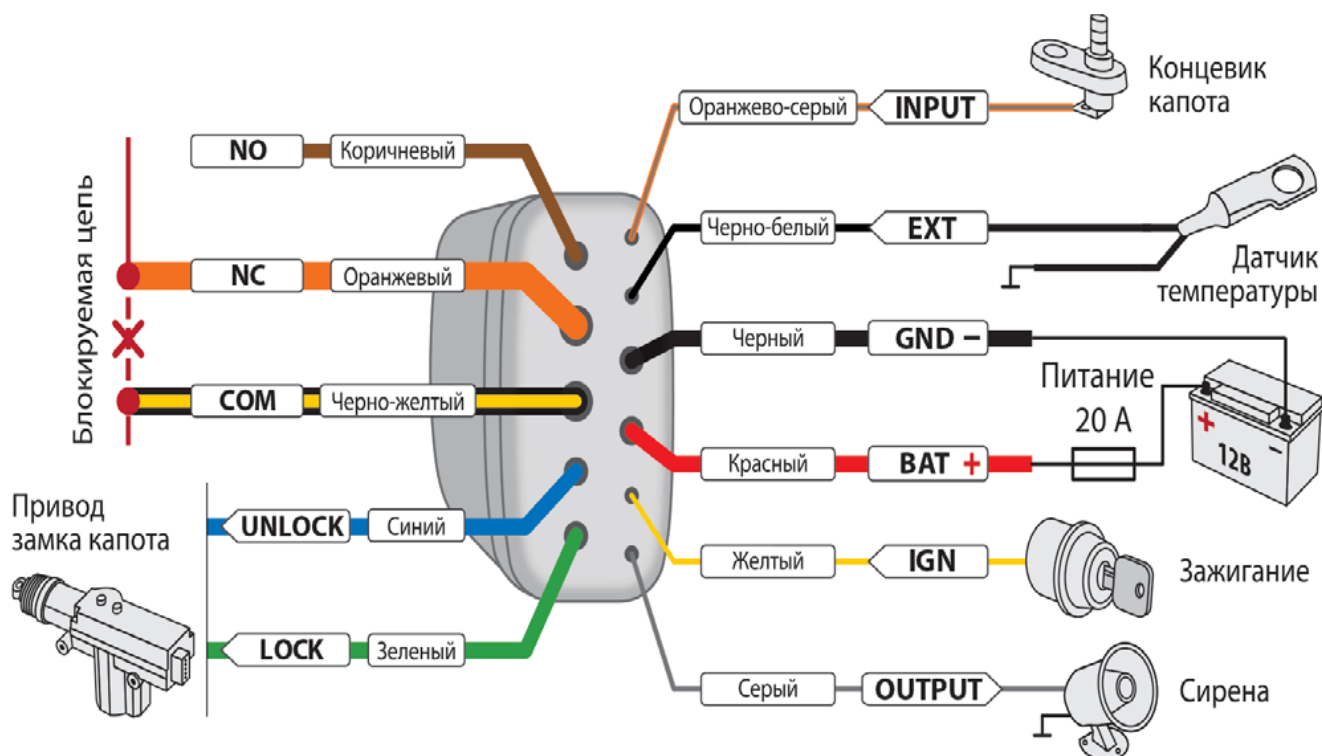 Концевик
капота
Оранжево-серый
INPUT
NO
Коричневый
Черно-белый
EXT
Датчик
температуры
Блокируемая цепь
NC
Оранжевый
Черный
GND −
Питание
20 А
COM
Черно-желтый
Красный
BAT +
+
−
12В
Привод
замка капота
UNLOCK
Синий
Желтый
IGN
Зажигание
LOCK
Зеленый
Серый
OUTPUT
Сирена